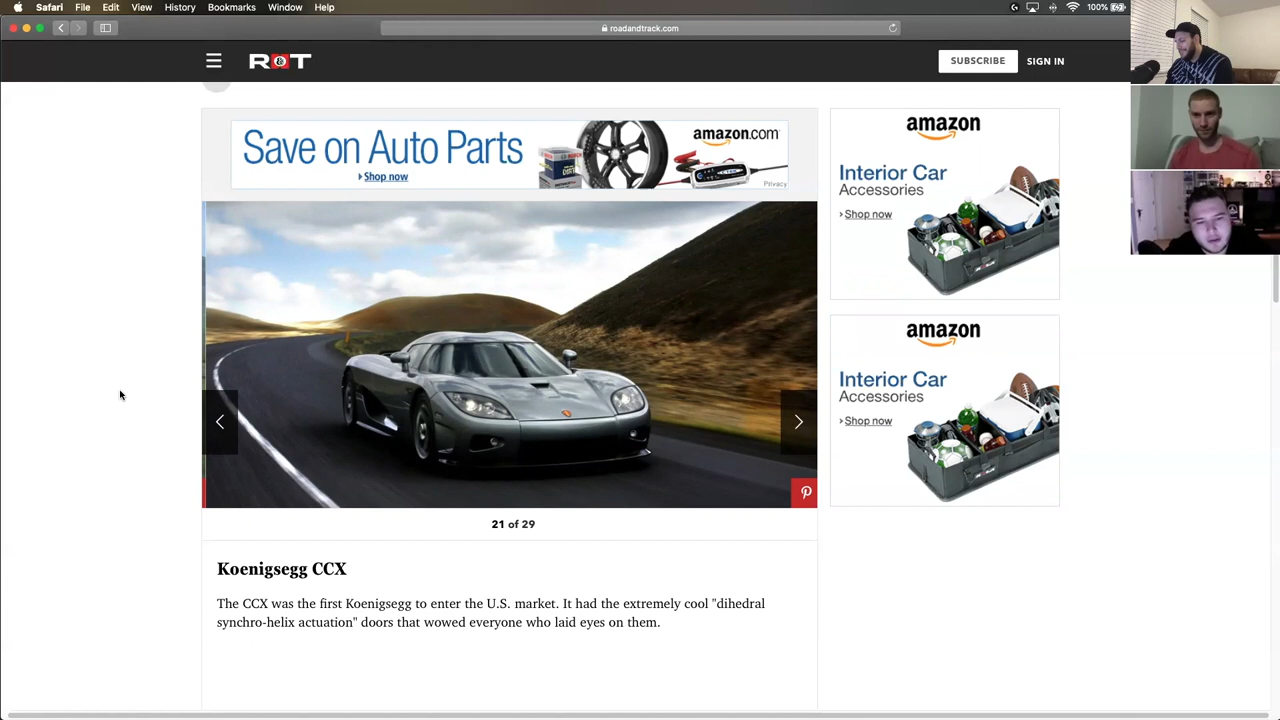 Safari File Edit View History Bookmarks Window Help 100%
roadandtrack.com
R&T SUBSCRIBE SIGN IN
Save on Auto Parts
Shop now
amazon.com
Privacy
amazon
Interior Car
Accessories
Shop now
amazon
Interior Car
Accessories
Shop now
21 of 29
Koenigsegg CCX
The CCX was the first Koenigsegg to enter the U.S. market. It had the extremely cool "dihedral
synchro-helix actuation" doors that wowed everyone who laid eyes on them.